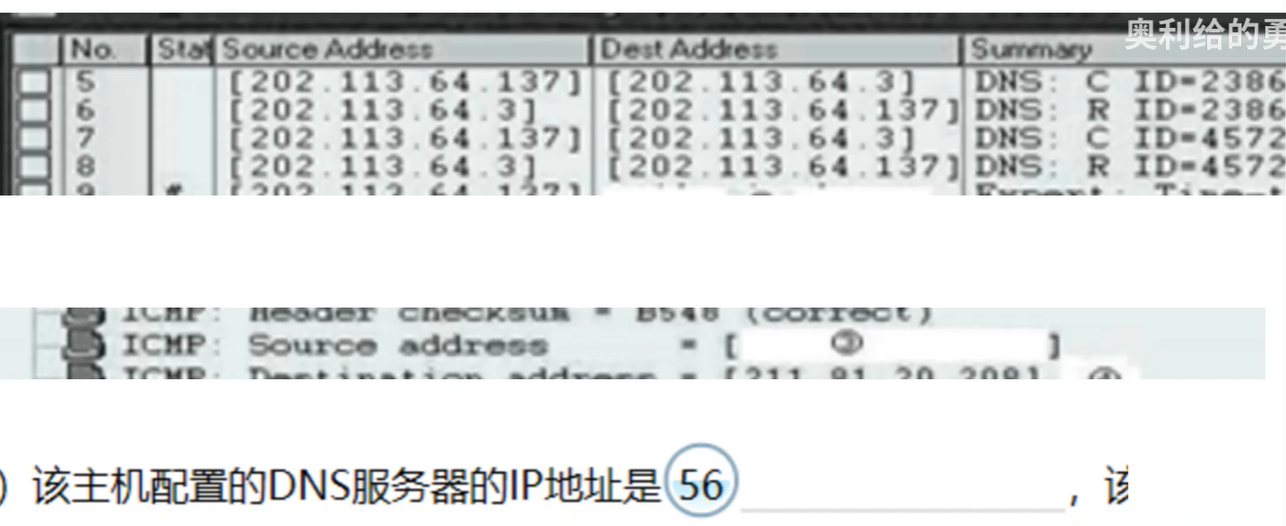 奥利给的勇
No. Stat Source Address Dest Address Summary
5 [202.113.64.137] [202.113.64.3] DNS: C ID=2386
6 [202.113.64.3] [202.113.64.137] DNS: R ID=2386
7 [202.113.64.137] [202.113.64.3] DNS: C ID=4572
8 [202.113.64.3] [202.113.64.137] DNS: R ID=4572
9 # [202.113.64.137] Expert: Time-t
ICMP: Header checksum = B548 (correct)
ICMP: Source address = [ ③ ]
ICMP: Destination address = [211.81.20.208] ④
) 该主机配置的DNS服务器的IP地址是 56 ，该